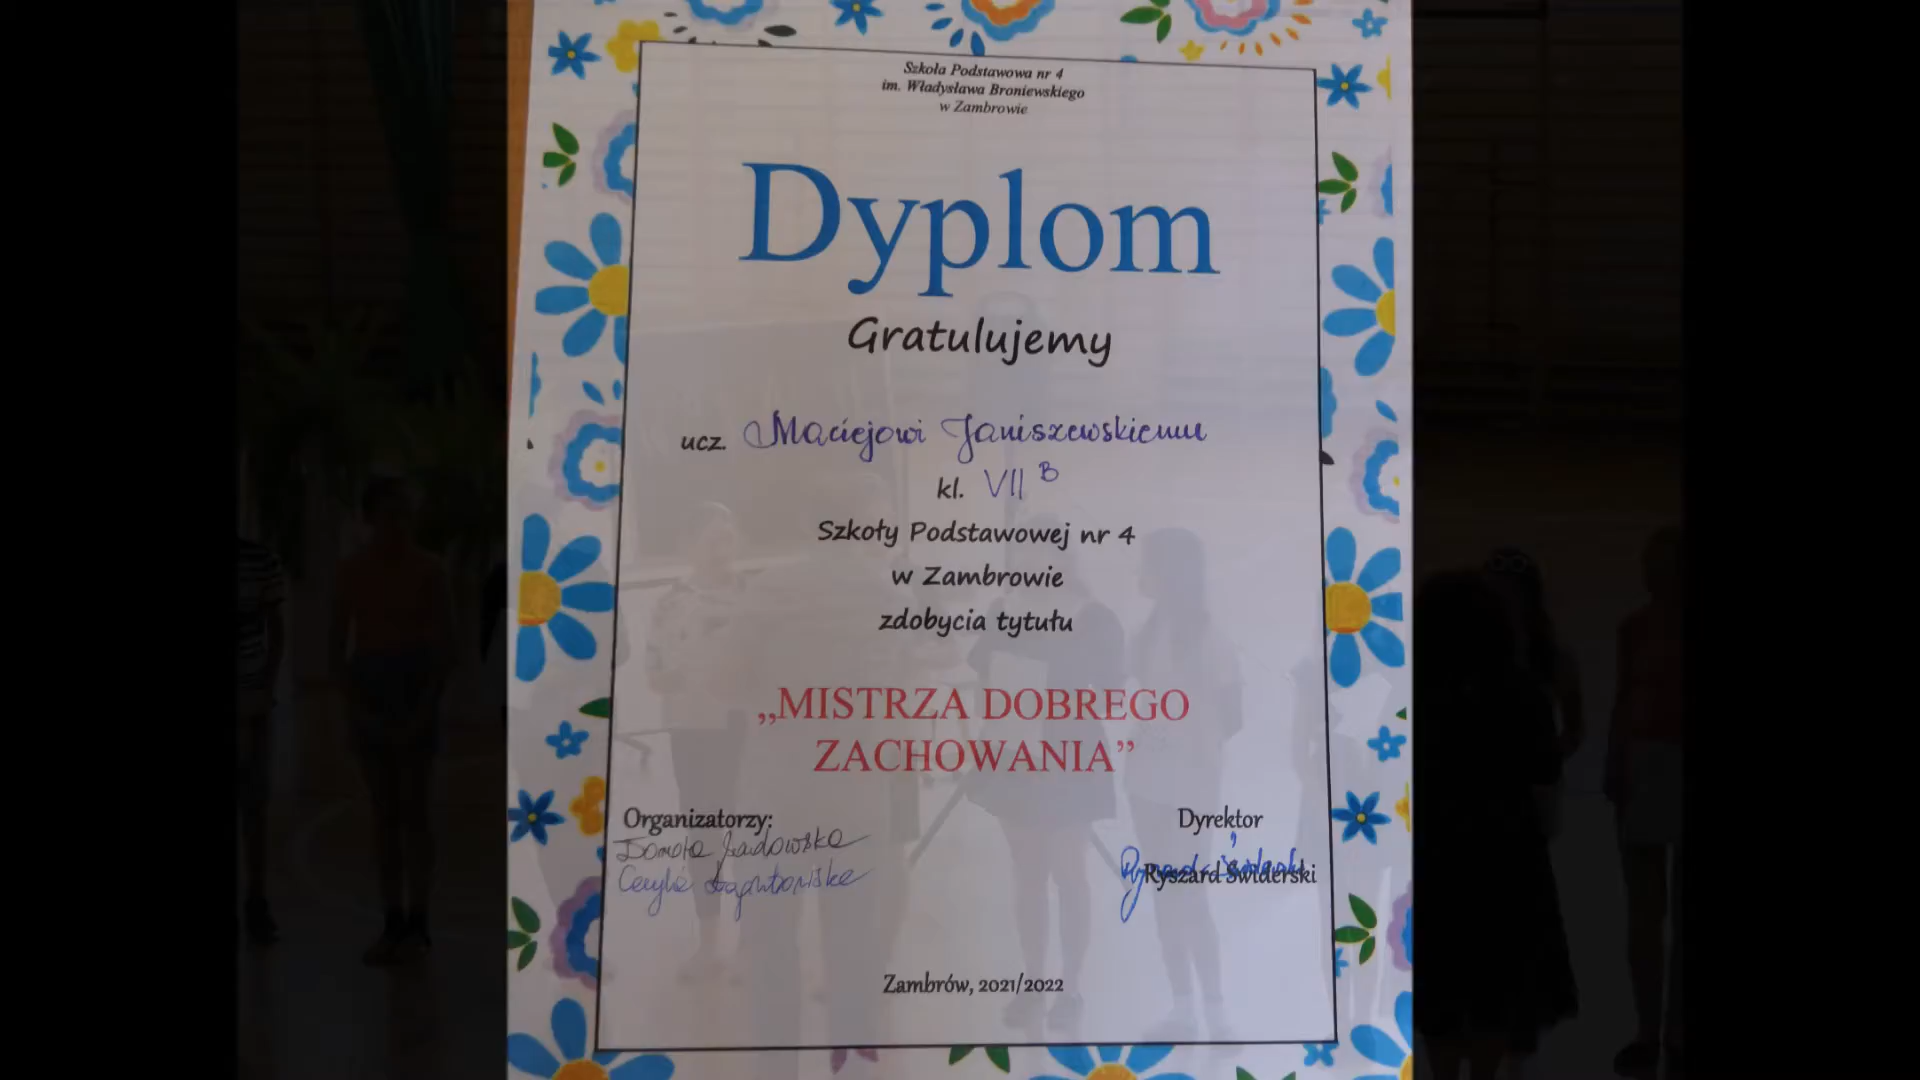 Szkoła Podstawowa nr 4
im. Władysława Broniewskiego
w Zambrowie
Dyplom
Gratulujemy
ucz. Maciejowi Janiszewskiemu
kl. VII B
Szkoły Podstawowej nr 4
w Zambrowie
zdobycia tytułu
„MISTRZA DOBREGO
ZACHOWANIA”
Organizatorzy:
Dorota
Dyrektor
Ryszard Świderski
Zambrów, 2021/2022